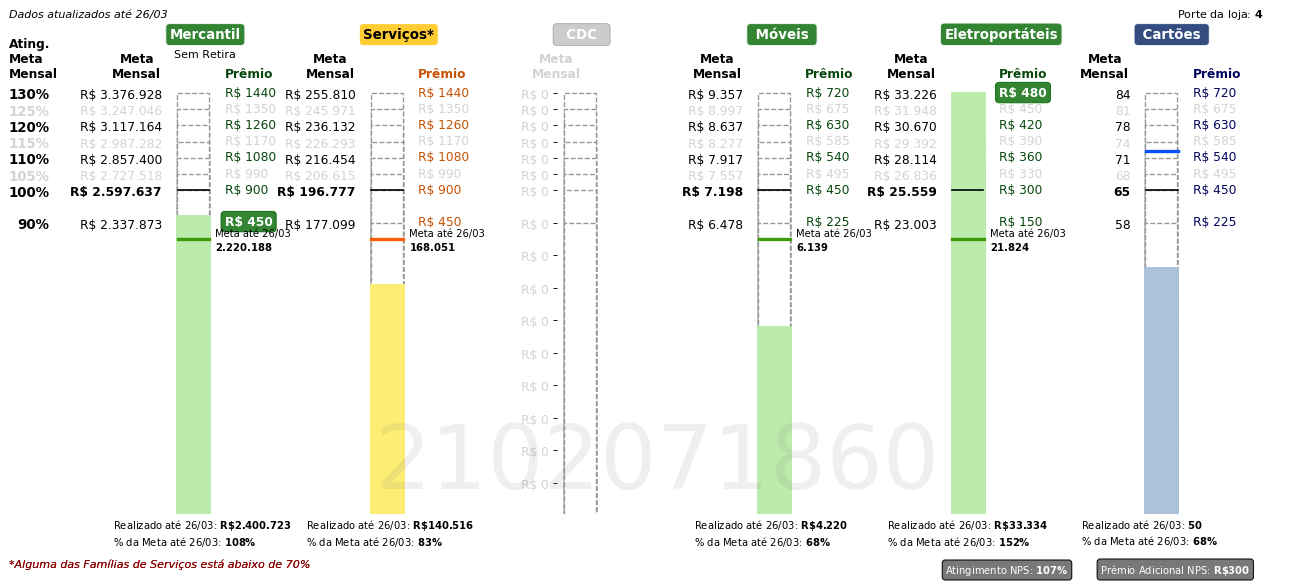 Dados atualizados até 26/03
Porte da loja: 4
Mercantil Serviços* CDC Móveis Eletroportáteis Cartões
Sem Retira
Ating.
Meta
Mensal
Meta
Mensal Prêmio
Meta
Mensal Prêmio
Meta
Mensal
Meta
Mensal Prêmio
Meta
Mensal Prêmio
Meta
Mensal Prêmio
130% R$ 3.376.928 R$ 1440 R$ 255.810 R$ 1440 R$ 0 R$ 9.357 R$ 720 R$ 33.226 R$ 480 84 R$ 720
125% R$ 3.247.046 R$ 1350 R$ 245.971 R$ 1350 R$ 0 R$ 8.997 R$ 675 R$ 31.948 R$ 450 81 R$ 675
120% R$ 3.117.164 R$ 1260 R$ 236.132 R$ 1260 R$ 0 R$ 8.637 R$ 630 R$ 30.670 R$ 420 78 R$ 630
115% R$ 2.987.282 R$ 1170 R$ 226.293 R$ 1170 R$ 0 R$ 8.277 R$ 585 R$ 29.392 R$ 390 74 R$ 585
110% R$ 2.857.400 R$ 1080 R$ 216.454 R$ 1080 R$ 0 R$ 7.917 R$ 540 R$ 28.114 R$ 360 71 R$ 540
105% R$ 2.727.518 R$ 990 R$ 206.615 R$ 990 R$ 0 R$ 7.557 R$ 495 R$ 26.836 R$ 330 68 R$ 495
100% R$ 2.597.637 R$ 900 R$ 196.777 R$ 900 R$ 0 R$ 7.198 R$ 450 R$ 25.559 R$ 300 65 R$ 450
90% R$ 2.337.873 R$ 450 R$ 177.099 R$ 450 R$ 0 R$ 6.478 R$ 225 R$ 23.003 R$ 150 58 R$ 225
Meta até 26/03
2.220.188
Meta até 26/03
168.051
Meta até 26/03
6.139
Meta até 26/03
21.824
R$ 0
R$ 0
R$ 0
R$ 0
R$ 0
R$ 0
R$ 0
R$ 0
2102071860
Realizado até 26/03: R$2.400.723
% da Meta até 26/03: 108%
Realizado até 26/03: R$140.516
% da Meta até 26/03: 83%
Realizado até 26/03: R$4.220
% da Meta até 26/03: 68%
Realizado até 26/03: R$33.334
% da Meta até 26/03: 152%
Realizado até 26/03: 50
% da Meta até 26/03: 68%
*Alguma das Famílias de Serviços está abaixo de 70%
Atingimento NPS: 107%
Prêmio Adicional NPS: R$300